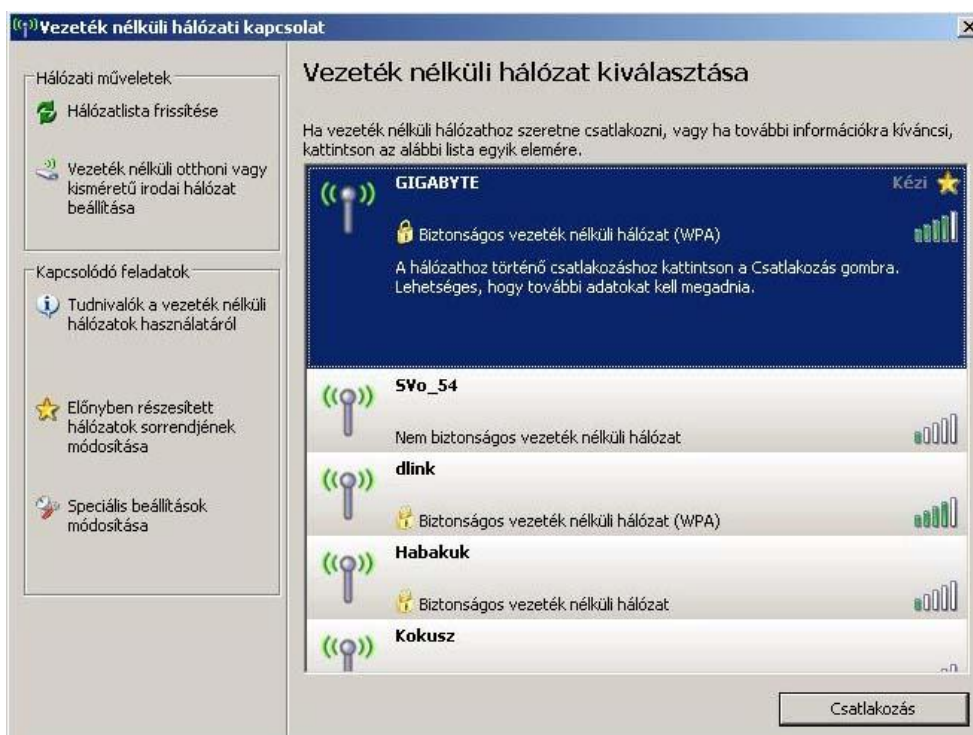 Vezeték nélküli hálózati kapcsolat
Hálózati műveletek
Hálózatlista frissítése
Vezeték nélküli otthoni vagy
kisméretű irodai hálózat
beállítása
Kapcsolódó feladatok
Tudnivalók a vezeték nélküli
hálózatok használatáról
Előnyben részesített
hálózatok sorrendjének
módosítása
Speciális beállítások
módosítása
Vezeték nélküli hálózat kiválasztása
Ha vezeték nélküli hálózathoz szeretne csatlakozni, vagy ha további információkra kíváncsi,
kattintson az alábbi lista egyik elemére.
GIGABYTE
Kézi
Biztonságos vezeték nélküli hálózat (WPA)
A hálózathoz történő csatlakozáshoz kattintson a Csatlakozás gombra.
Lehetséges, hogy további adatokat kell megadnia.
SVo_54
Nem biztonságos vezeték nélküli hálózat
dlink
Biztonságos vezeték nélküli hálózat (WPA)
Habakuk
Biztonságos vezeték nélküli hálózat
Kokusz
Csatlakozás